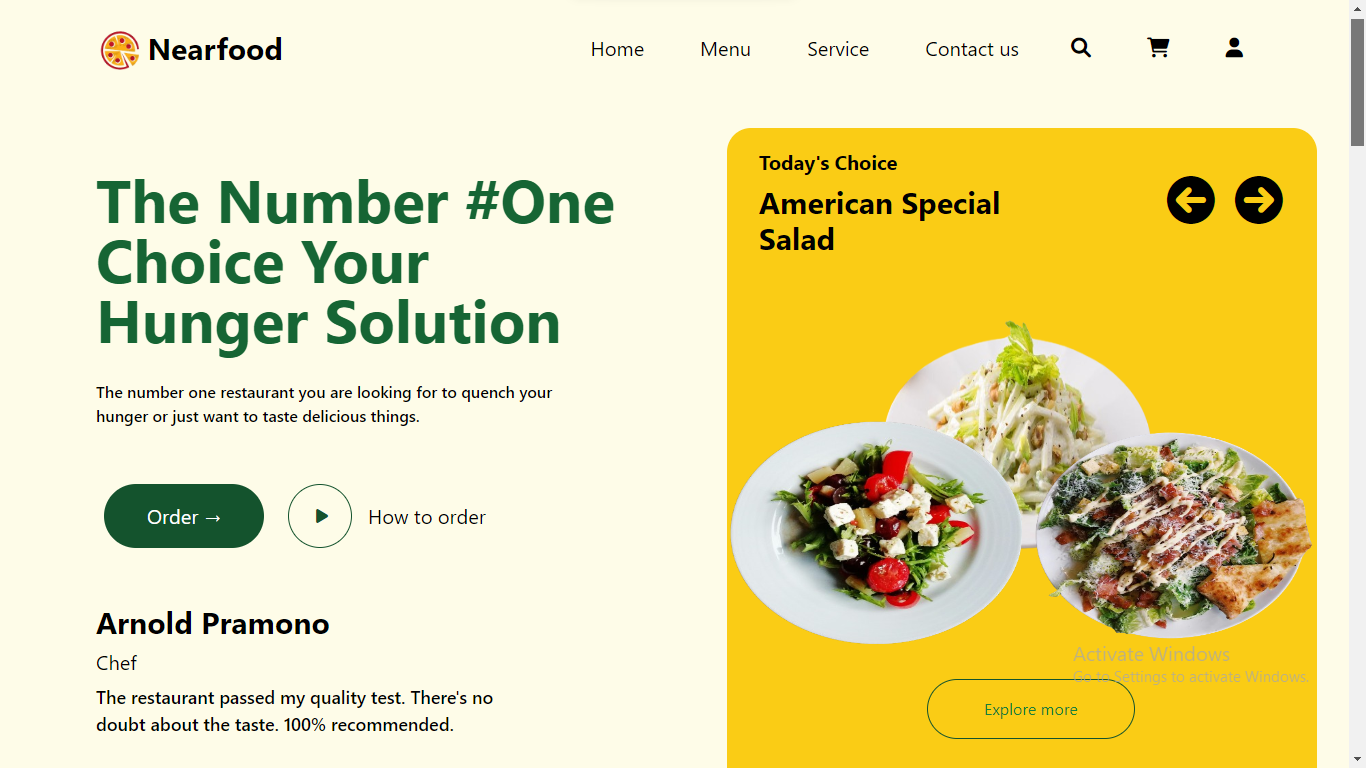 Nearfood
Home Menu Service Contact us
The Number #One
Choice Your
Hunger Solution
The number one restaurant you are looking for to quench your
hunger or just want to taste delicious things.
Order →
How to order
Arnold Pramono
Chef
The restaurant passed my quality test. There's no
doubt about the taste. 100% recommended.
Today's Choice
American Special
Salad
Activate Windows
Go to Settings to activate Windows.
Explore more